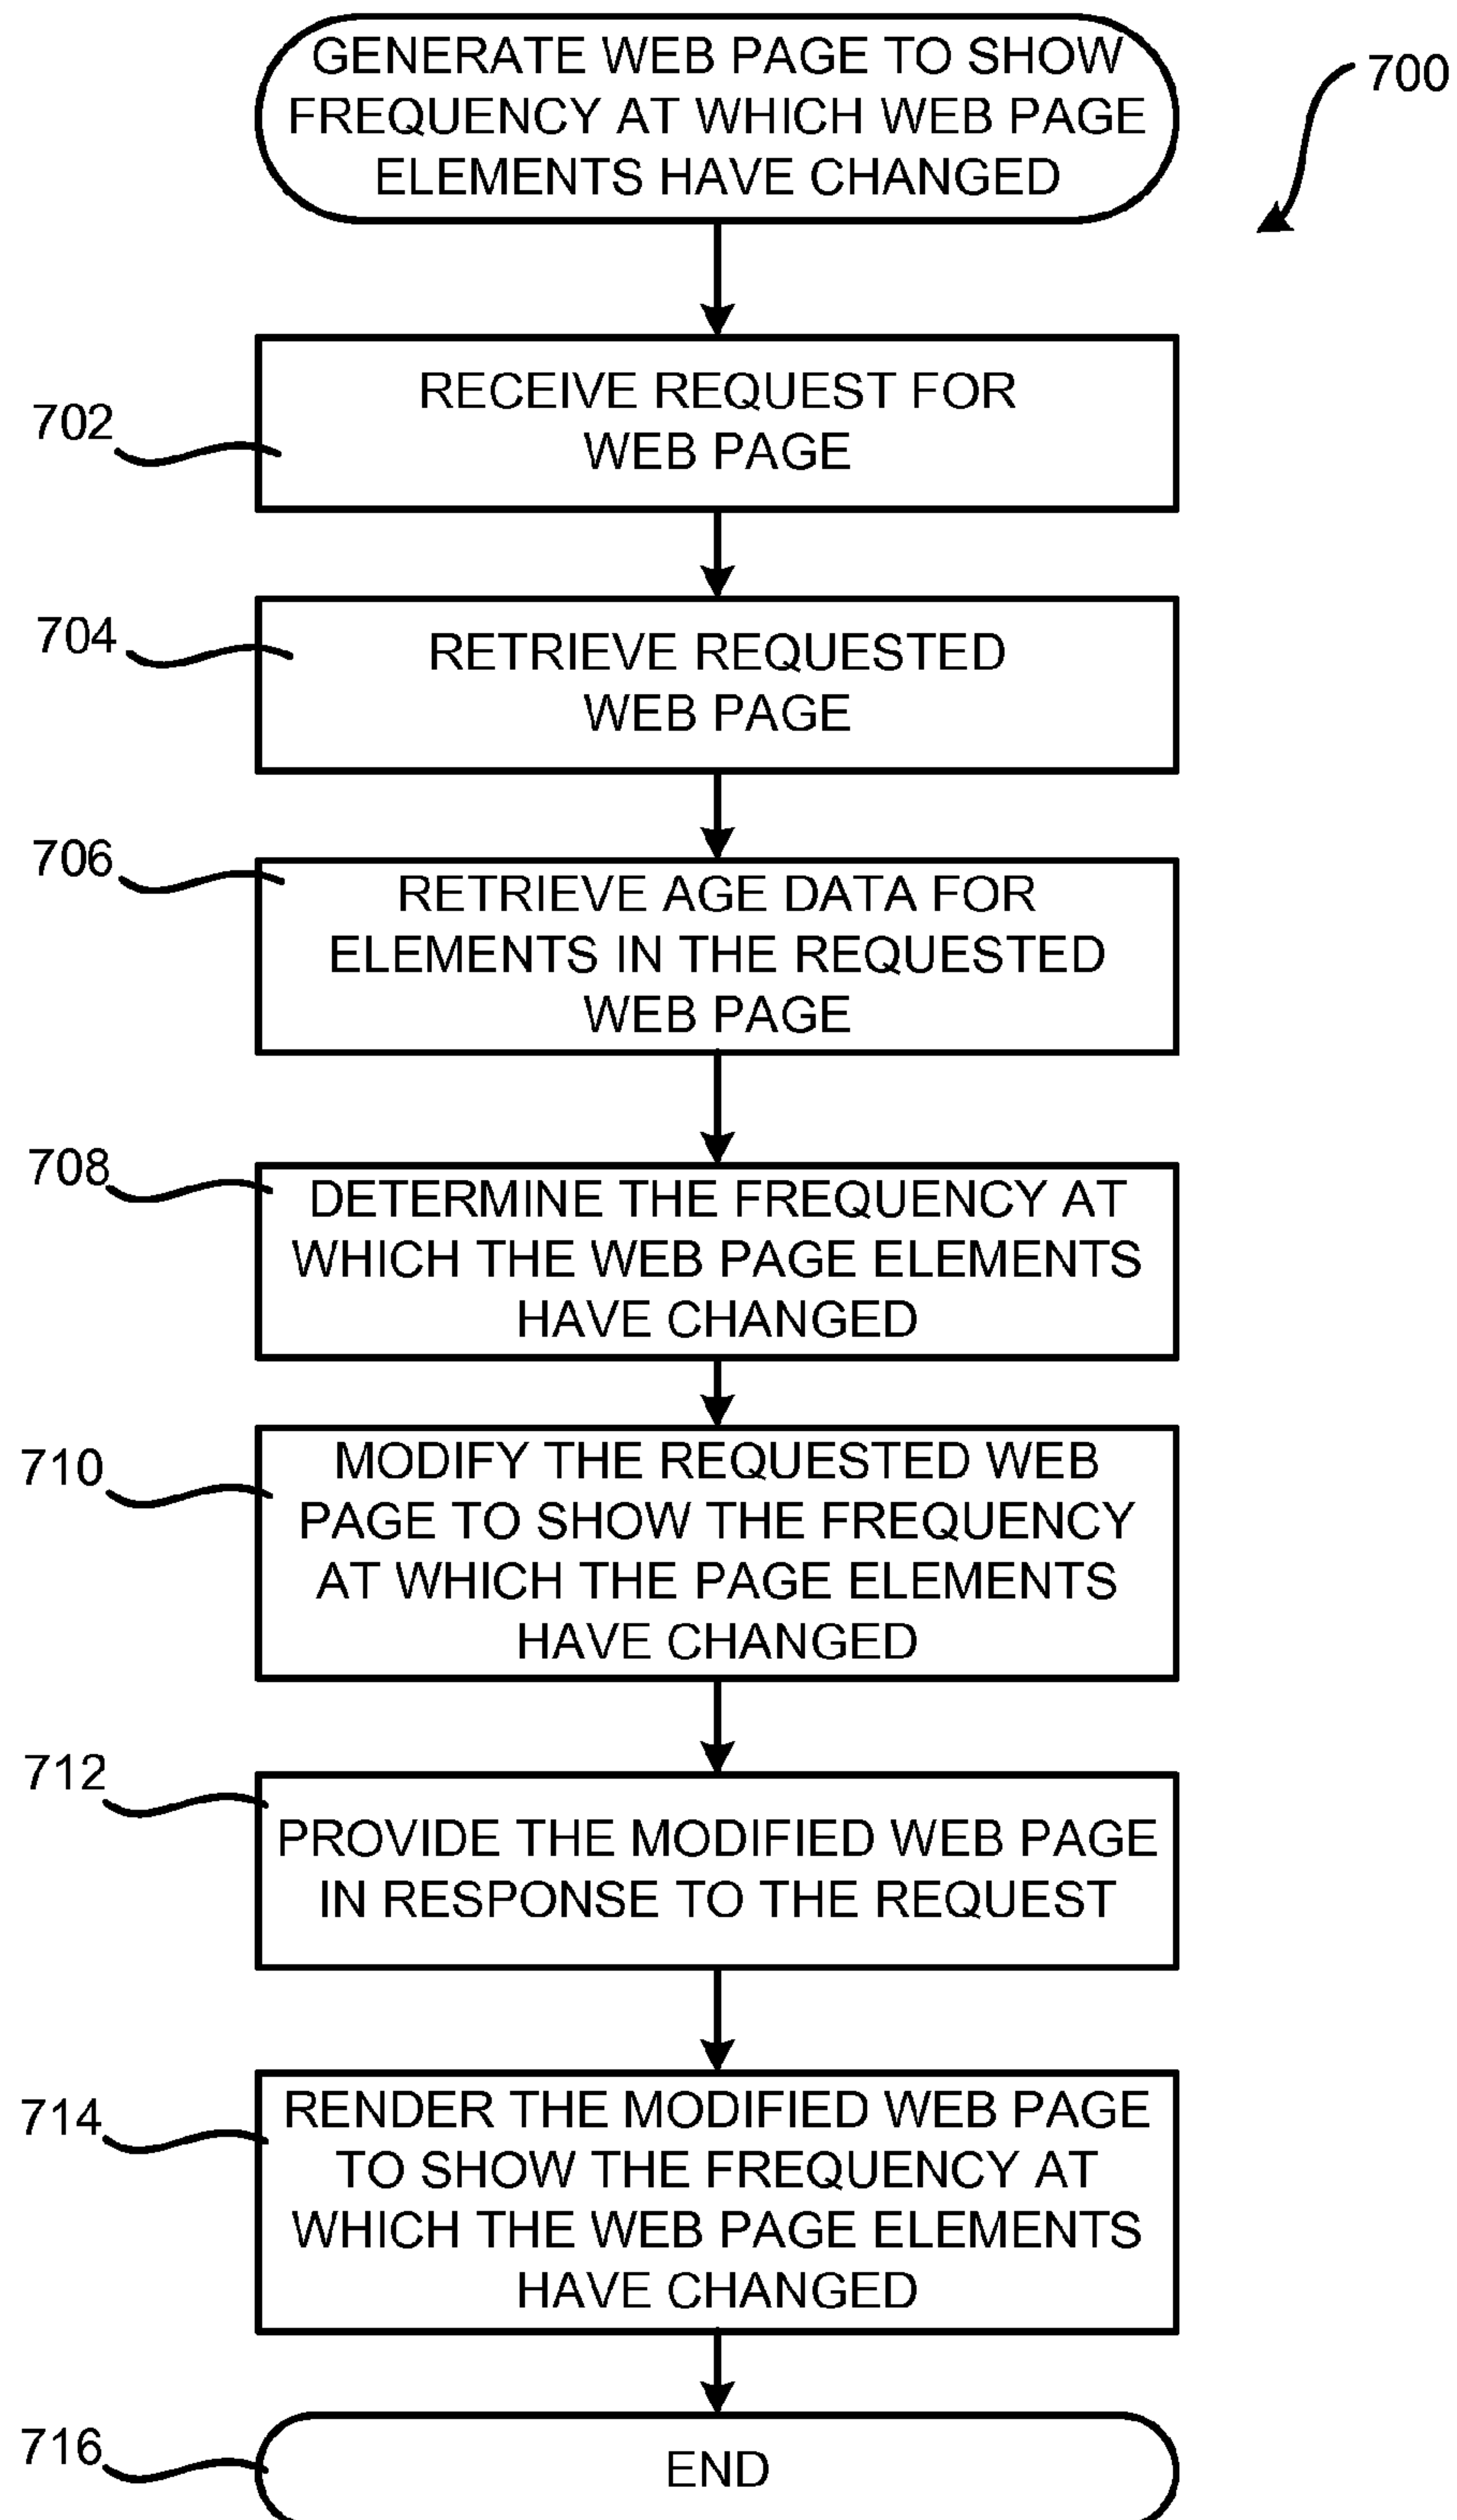 GENERATE WEB PAGE TO SHOW
FREQUENCY AT WHICH WEB PAGE
ELEMENTS HAVE CHANGED
700
702
RECEIVE REQUEST FOR
WEB PAGE
704
RETRIEVE REQUESTED
WEB PAGE
706
RETRIEVE AGE DATA FOR
ELEMENTS IN THE REQUESTED
WEB PAGE
708
DETERMINE THE FREQUENCY AT
WHICH THE WEB PAGE ELEMENTS
HAVE CHANGED
710
MODIFY THE REQUESTED WEB
PAGE TO SHOW THE FREQUENCY
AT WHICH THE PAGE ELEMENTS
HAVE CHANGED
712
PROVIDE THE MODIFIED WEB PAGE
IN RESPONSE TO THE REQUEST
714
RENDER THE MODIFIED WEB PAGE
TO SHOW THE FREQUENCY AT
WHICH THE WEB PAGE ELEMENTS
HAVE CHANGED
716
END